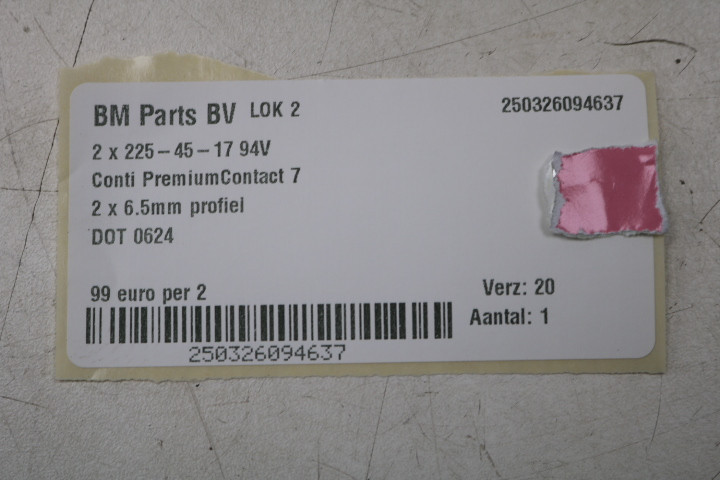 BM Parts BV LOK 2
250326094637
2 x 225-45-17 94V
Conti PremiumContact 7
2 x 6.5mm profiel
DOT 0624
99 euro per 2
Verz: 20
Aantal: 1
250326094637